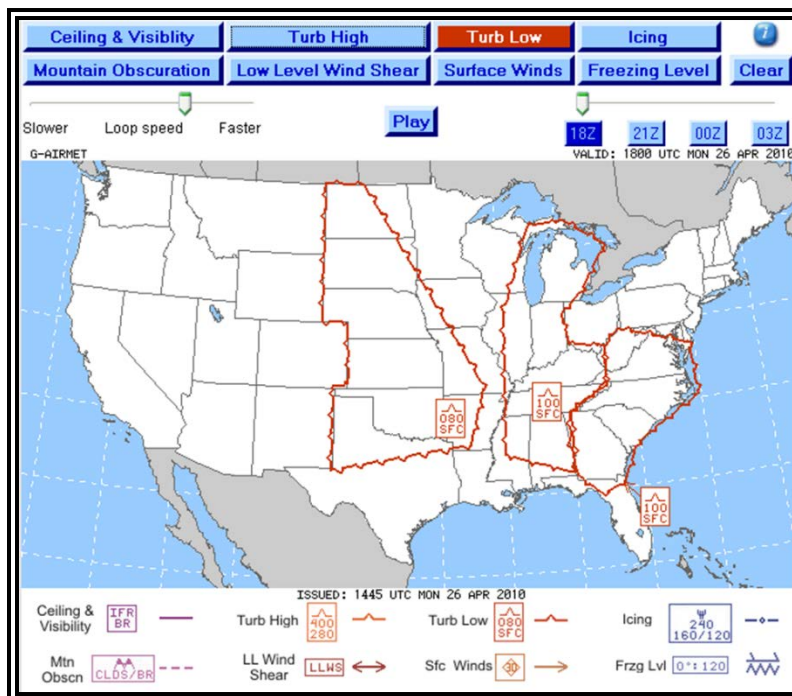 Ceiling & Visiblity Turb High Turb Low Icing
Mountain Obscuration Low Level Wind Shear Surface Winds Freezing Level Clear
Play
Slower Loop speed Faster
18Z 21Z 00Z 03Z
G-AIRMET VALID: 1800 UTC MON 26 APR 2010
100
SFC
080
SFC
100
SFC
ISSUED: 1445 UTC MON 26 APR 2010
Ceiling & Visibility IFR BR
Turb High 400 280
Turb Low 080 SFC
Icing 240 160/120
Mtn Obscn CLDS/BR
LL Wind Shear LLWS
Sfc Winds 30
Frzg Lvl 0°:120